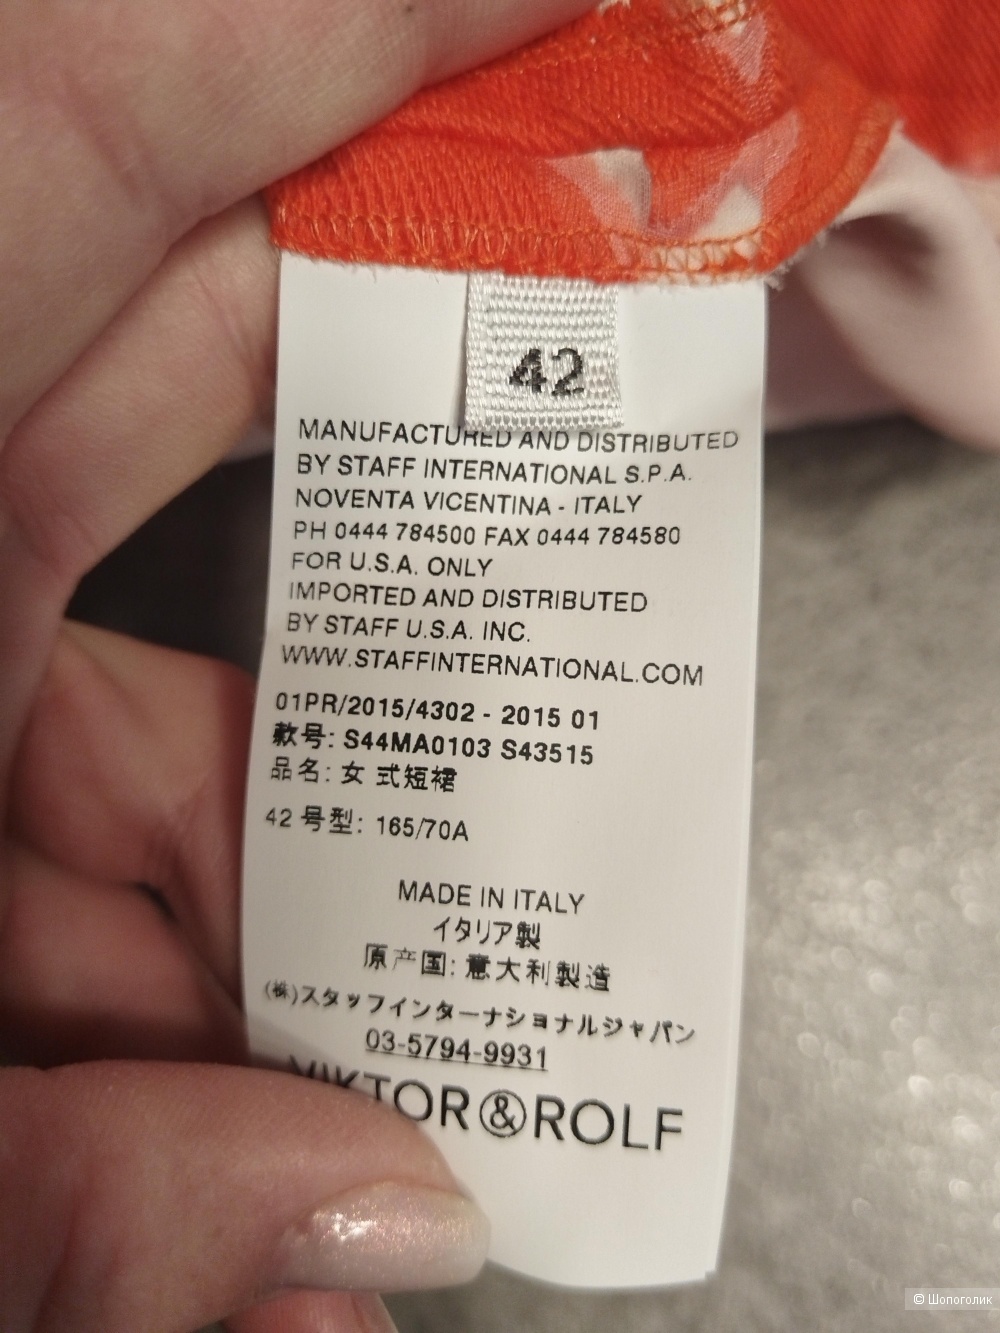 42
MANUFACTURED AND DISTRIBUTED
BY STAFF INTERNATIONAL S.P.A.
NOVENTA VICENTINA - ITALY
PH 0444 784500 FAX 0444 784580
FOR U.S.A. ONLY
IMPORTED AND DISTRIBUTED
BY STAFF U.S.A. INC.
WWW.STAFFINTERNATIONAL.COM
01PR/2015/4302 - 2015 01
款号: S44MA0103 S43515
品名: 女 式短裙
42 号型: 165/70A
MADE IN ITALY
イタリア製
原产国: 意大利製造
(株)スタッフインターナショナルジャパン
03-5794-9931
VIKTOR&ROLF
© Шопоголик